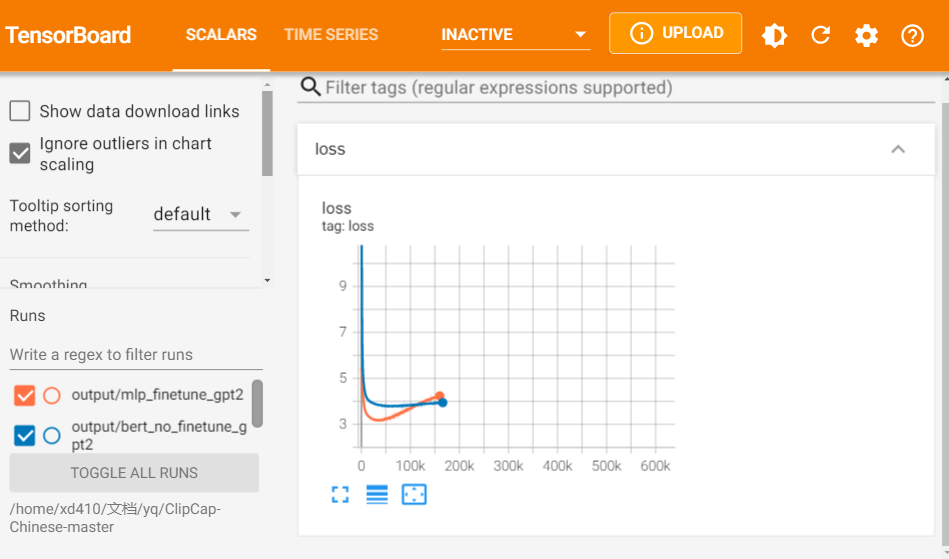 TensorBoard
SCALARS
TIME SERIES
INACTIVE
UPLOAD
Show data download links
Ignore outliers in chart
scaling
Tooltip sorting
method:
default
Smoothing
Runs
Write a regex to filter runs
output/mlp_finetune_gpt2
output/bert_no_finetune_g
pt2
TOGGLE ALL RUNS
/home/xd410/文档/yq/ClipCap-
Chinese-master
Filter tags (regular expressions supported)
loss
loss
tag: loss
9
7
5
3
0 100k 200k 300k 400k 500k 600k